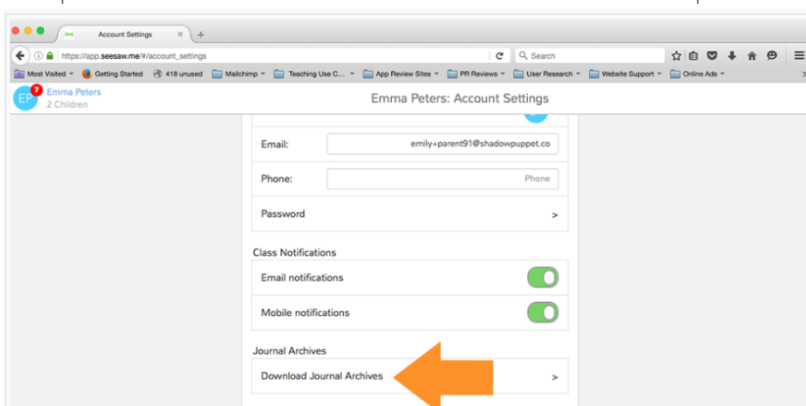 Account Settings
https://app.seesaw.me/#/account_settings
Search
Most Visited Getting Started 418 unused Mailchimp Teaching Use C... App Review Sites PR Reviews User Research Website Support Online Ads
7
EP Emma Peters
2 Children
Emma Peters: Account Settings
Email: emily+parent91@shadowpuppet.co
Phone: Phone
Password >
Class Notifications
Email notifications
Mobile notifications
Journal Archives
Download Journal Archives >